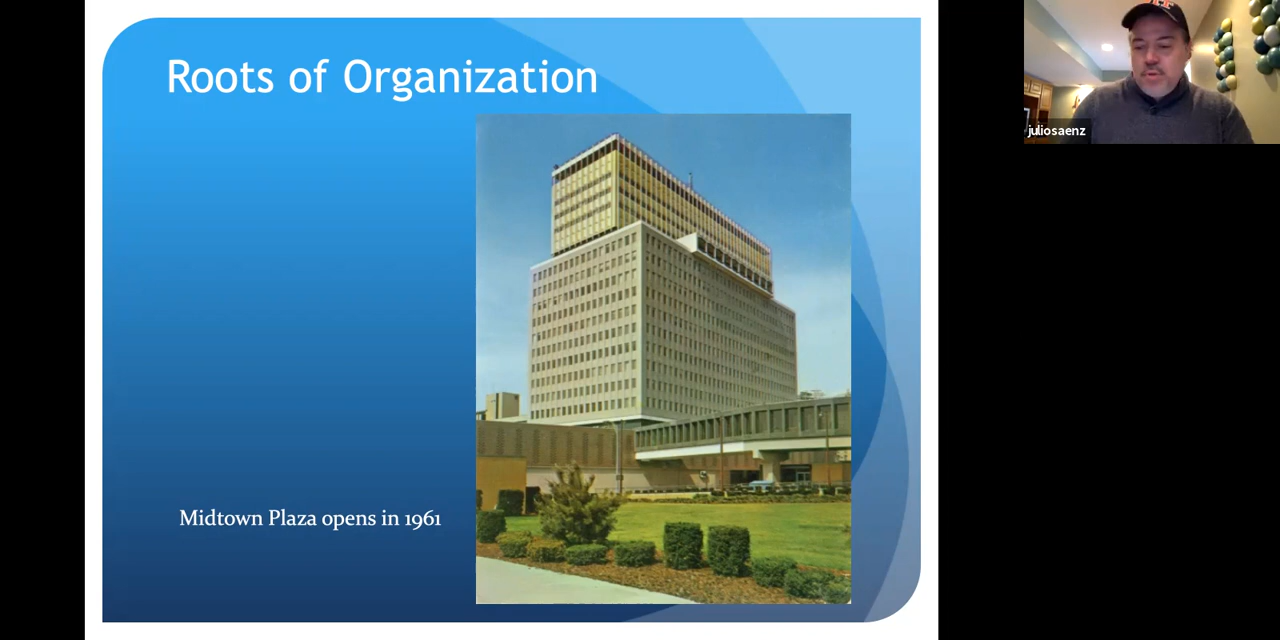 Roots of Organization
Midtown Plaza opens in 1961
juliosaenz